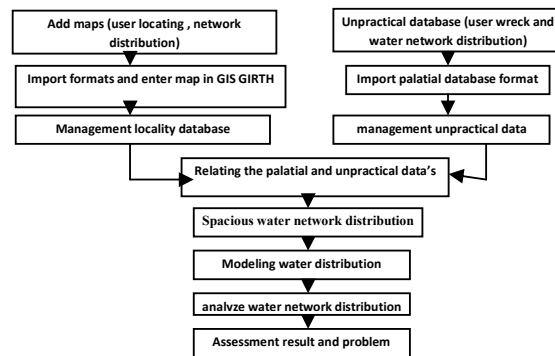 Add maps (user locating , network
distribution)
Unpractical database (user wreck and
water network distribution)
Import formats and enter map in GIS GIRTH
Import palatial database format
Management locality database
management unpractical data
Relating the palatial and unpractical data's
Spacious water network distribution
Modeling water distribution
analyze water network distribution
Assessment result and problem